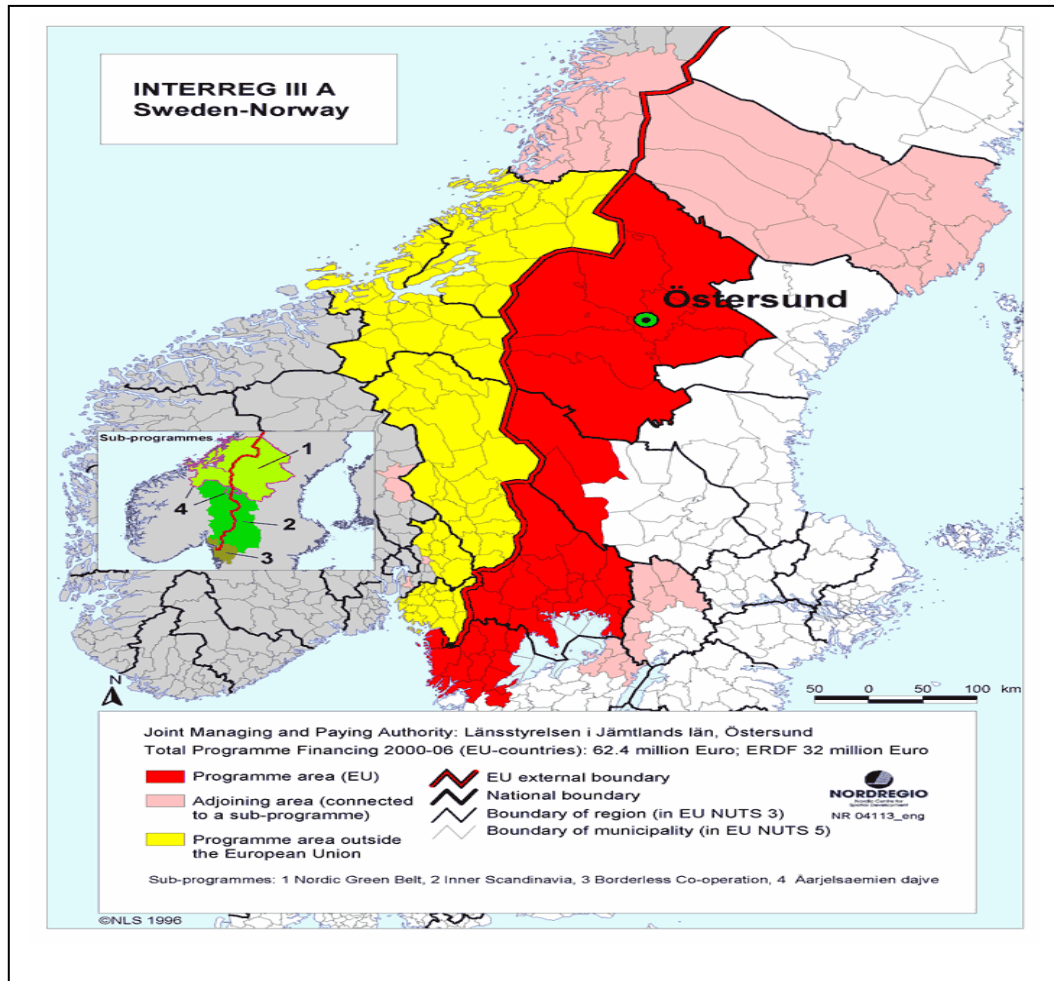 INTERREG III A
Sweden-Norway
Östersund
Sub-programmes
1
4
2
3
N
50 0 50 100 km
Joint Managing and Paying Authority: Länsstyrelsen i Jämtlands län, Östersund
Total Programme Financing 2000-06 (EU-countries): 62.4 million Euro; ERDF 32 million Euro
Programme area (EU)
Adjoining area (connected
to a sub-programme)
Programme area outside
the European Union
EU external boundary
National boundary
Boundary of region (in EU NUTS 3)
Boundary of municipality (in EU NUTS 5)
NORDREGIO
Nordic Centre for
Spatial Development
NR 04113_eng
Sub-programmes: 1 Nordic Green Belt, 2 Inner Scandinavia, 3 Borderless Co-operation, 4 Åarjelsaemien dajve
©NLS 1996